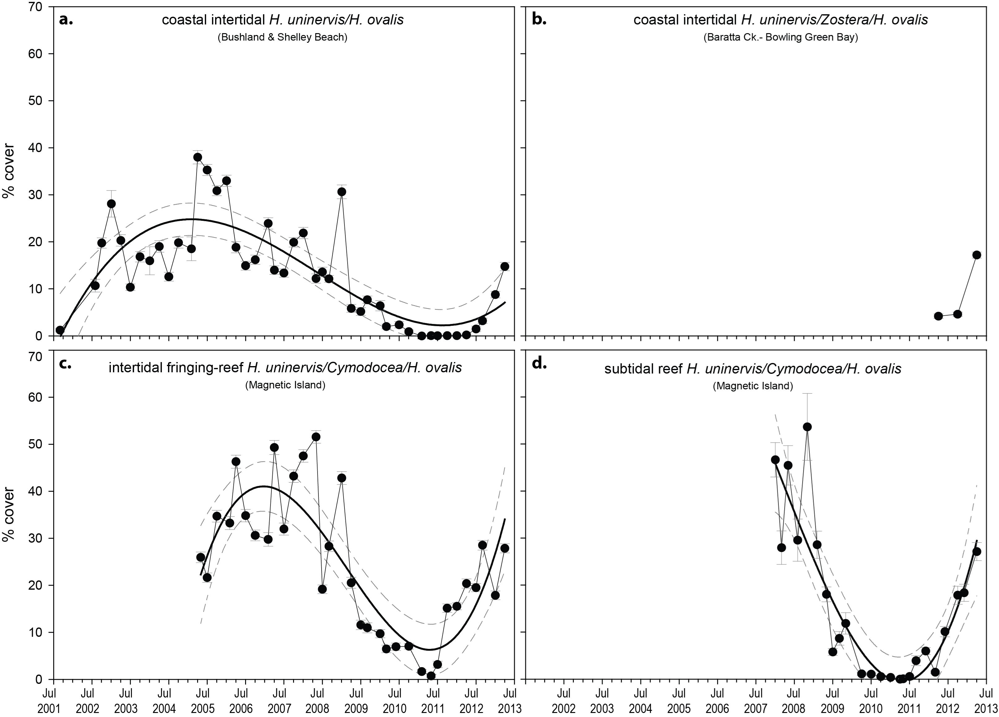 a.
coastal intertidal H. uninervis/H. ovalis
(Bushland & Shelley Beach)
70
60
50
40
30
20
10
0
% cover
b.
coastal intertidal H. uninervis/Zostera/H. ovalis
(Baratta Ck.- Bowling Green Bay)
c.
intertidal fringing-reef H. uninervis/Cymodocea/H. ovalis
(Magnetic Island)
70
60
50
40
30
20
10
0
% cover
Jul Jul Jul Jul Jul Jul Jul Jul Jul Jul Jul Jul Jul
2001 2002 2003 2004 2005 2006 2007 2008 2009 2010 2011 2012 2013
d.
subtidal reef H. uninervis/Cymodocea/H. ovalis
(Magnetic Island)
Jul Jul Jul Jul Jul Jul Jul Jul Jul Jul Jul Jul
2002 2003 2004 2005 2006 2007 2008 2009 2010 2011 2012 2013